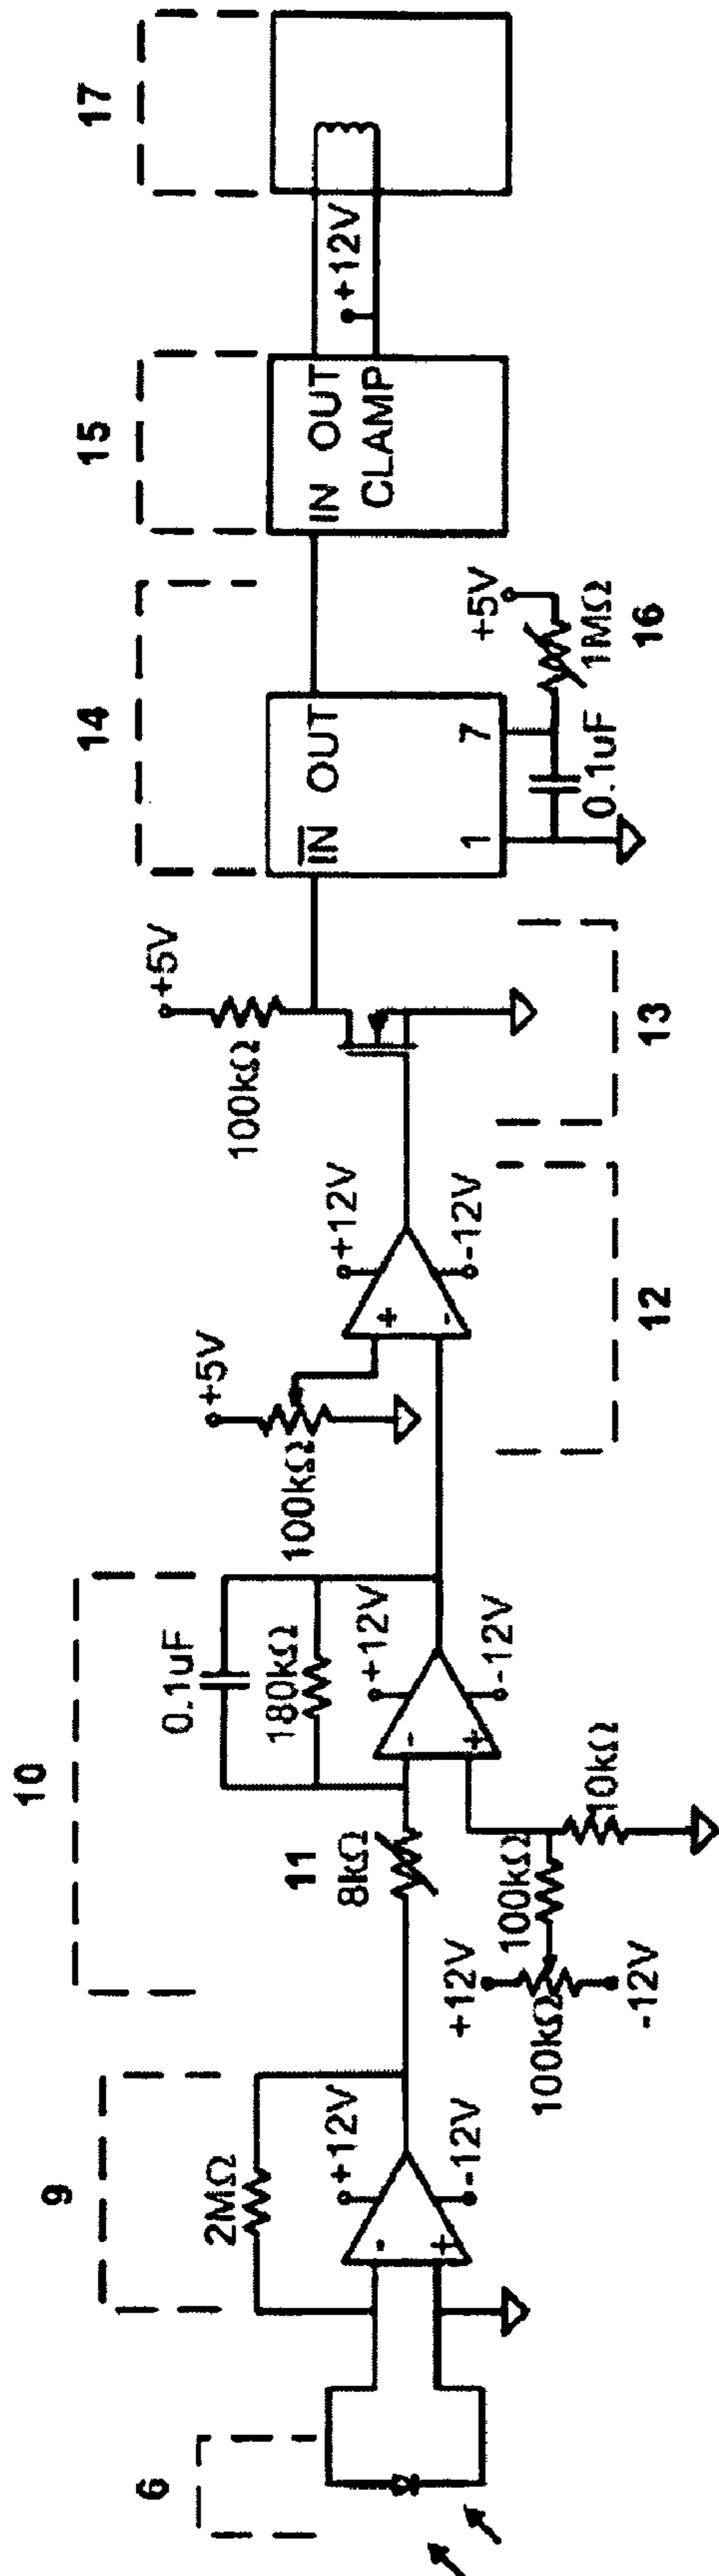 6
9
2MΩ
+12V
-
+
-12V
10
0.1uF
180kΩ
11
8kΩ
+12V
-
+
-12V
+12V
100kΩ
-12V
100kΩ
10kΩ
+5V
100kΩ
+12V
+
-
-12V
12
+5V
100kΩ
13
14
IN OUT
1 7
0.1uF
+5V
1MΩ
16
15
IN OUT
CLAMP
+12V
17